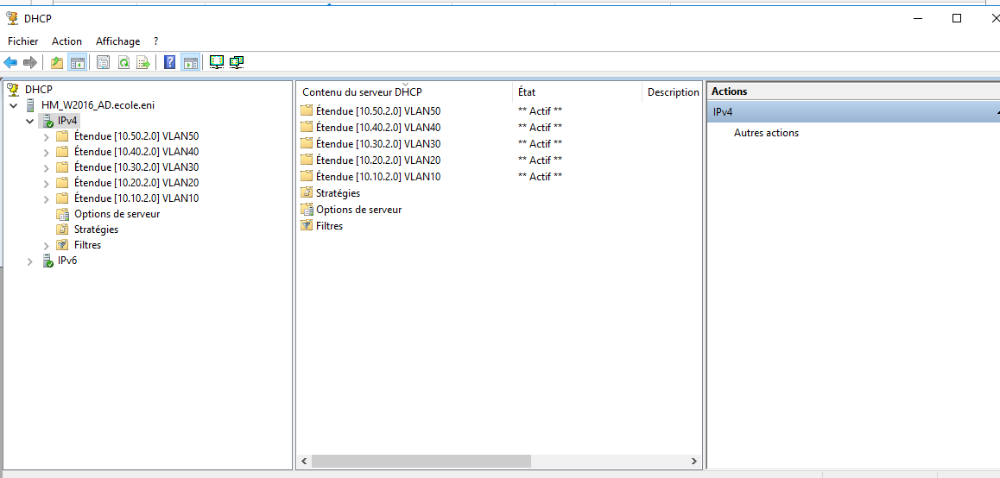 DHCP
Fichier Action Affichage ?
DHCP
HM_W2016_AD.ecole.eni
IPv4
Étendue [10.50.2.0] VLAN50
Étendue [10.40.2.0] VLAN40
Étendue [10.30.2.0] VLAN30
Étendue [10.20.2.0] VLAN20
Étendue [10.10.2.0] VLAN10
Options de serveur
Stratégies
Filtres
IPv6
Contenu du serveur DHCP État Description
Étendue [10.50.2.0] VLAN50 ** Actif **
Étendue [10.40.2.0] VLAN40 ** Actif **
Étendue [10.30.2.0] VLAN30 ** Actif **
Étendue [10.20.2.0] VLAN20 ** Actif **
Étendue [10.10.2.0] VLAN10 ** Actif **
Stratégies
Options de serveur
Filtres
Actions
IPv4
Autres actions